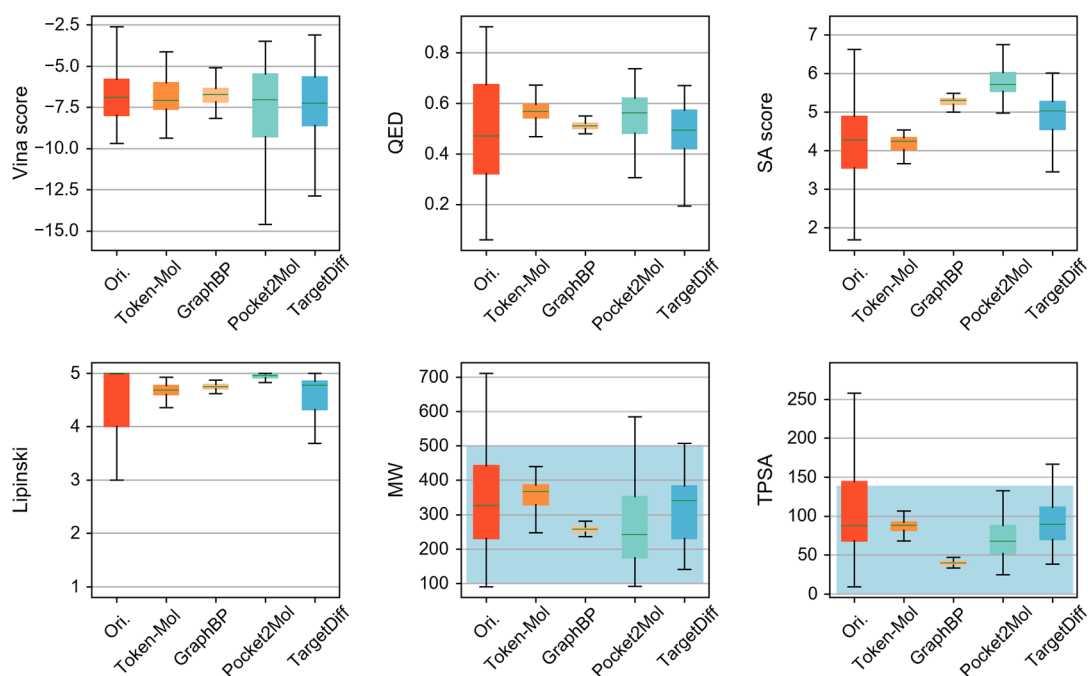 Vina score
−2.5
−5.0
−7.5
−10.0
−12.5
−15.0
Ori.
Token-Mol
GraphBP
Pocket2Mol
TargetDiff
QED
0.8
0.6
0.4
0.2
Ori.
Token-Mol
GraphBP
Pocket2Mol
TargetDiff
SA score
7
6
5
4
3
2
Ori.
Token-Mol
GraphBP
Pocket2Mol
TargetDiff
Lipinski
5
4
3
2
1
Ori.
Token-Mol
GraphBP
Pocket2Mol
TargetDiff
MW
700
600
500
400
300
200
100
Ori.
Token-Mol
GraphBP
Pocket2Mol
TargetDiff
TPSA
250
200
150
100
50
0
Ori.
Token-Mol
GraphBP
Pocket2Mol
TargetDiff